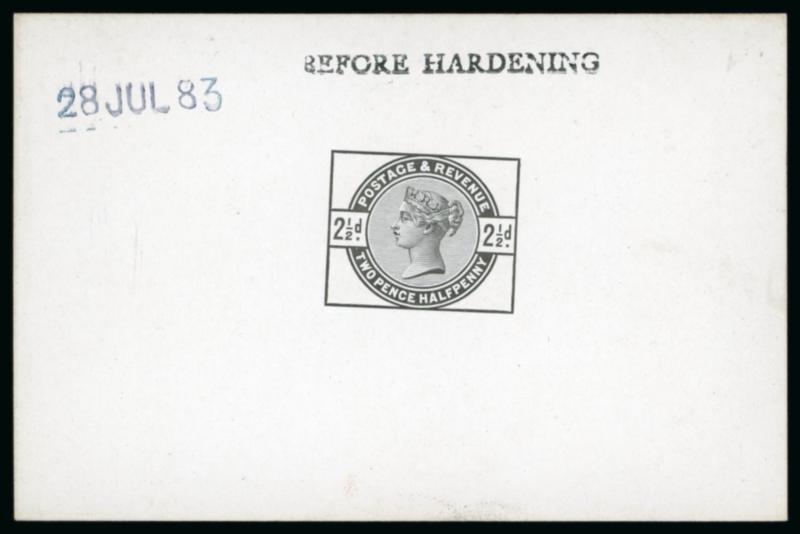 BEFORE HARDENING
28 JUL 83
POSTAGE & REVENUE
2½d. 2½d.
TWO PENCE HALFPENNY